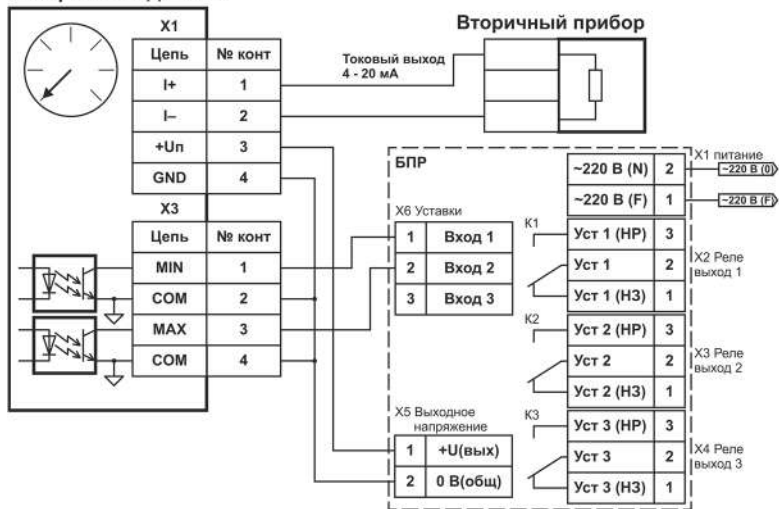 X1
Цепь № конт
I+ 1
I– 2
+Uп 3
GND 4
X3
Цепь № конт
MIN 1
COM 2
MAX 3
COM 4
Токовый выход
4 - 20 мА
Вторичный прибор
БПР
X6 Уставки
1 Вход 1
2 Вход 2
3 Вход 3
X5 Выходное
напряжение
1 +U(вых)
2 0 В(общ)
~220 В (N) 2
~220 В (F) 1
X1 питание
~220 В (0)
~220 В (F)
К1
Уст 1 (НР) 3
Уст 1 2
Уст 1 (НЗ) 1
X2 Реле
выход 1
К2
Уст 2 (НР) 3
Уст 2 2
Уст 2 (НЗ) 1
X3 Реле
выход 2
К3
Уст 3 (НР) 3
Уст 3 2
Уст 3 (НЗ) 1
X4 Реле
выход 3